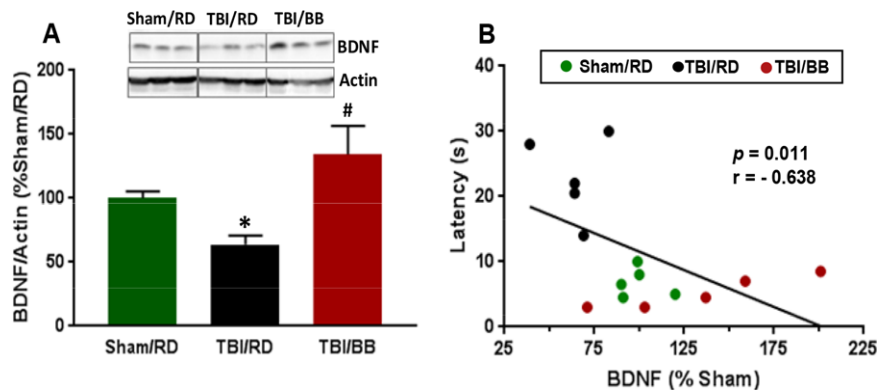 A
Sham/RD TBI/RD TBI/BB
BDNF
Actin
BDNF/Actin (%Sham/RD)
200
150
100
50
0
*
#
Sham/RD TBI/RD TBI/BB
B
Sham/RD TBI/RD TBI/BB
Latency (s)
40
30
20
10
0
p = 0.011
r = - 0.638
25 75 125 175 225
BDNF (% Sham)